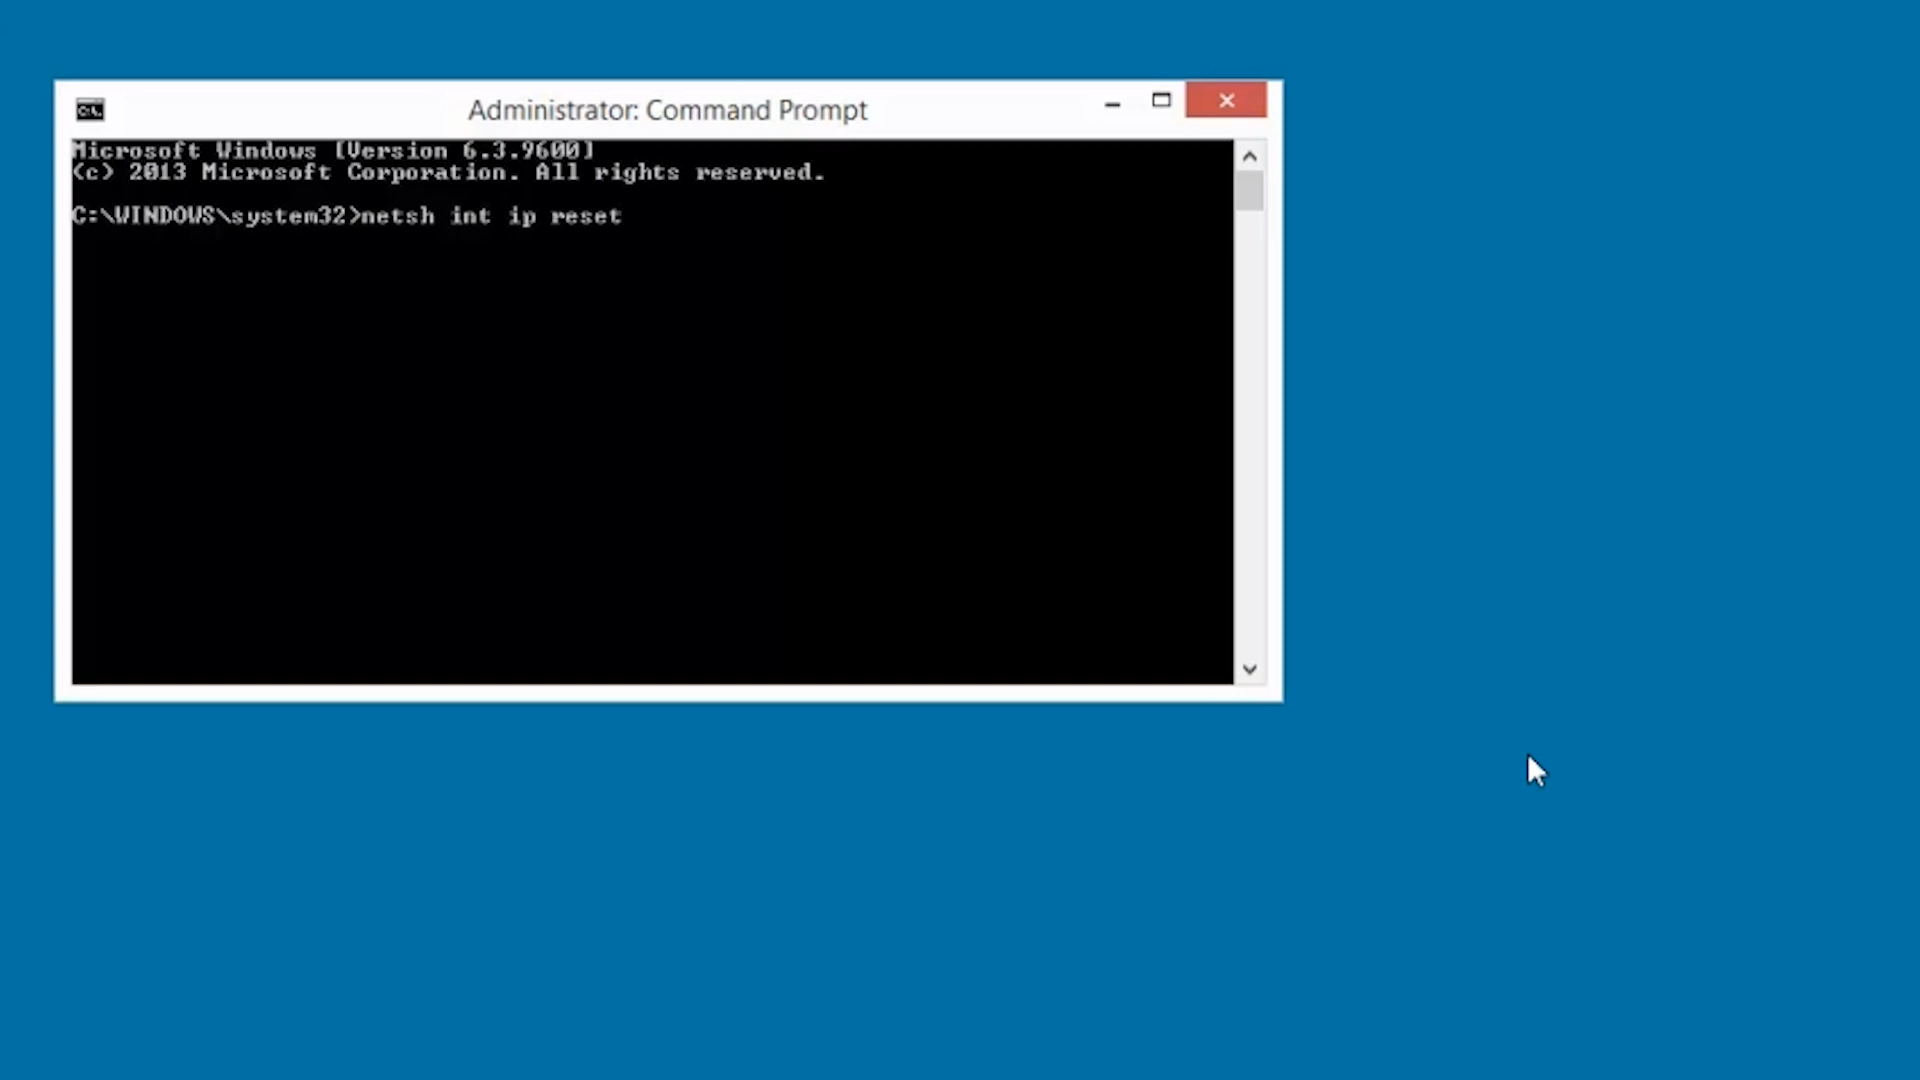 Administrator: Command Prompt
Microsoft Windows [Version 6.3.9600]
(c) 2013 Microsoft Corporation. All rights reserved.
C:\WINDOWS\system32>netsh int ip reset